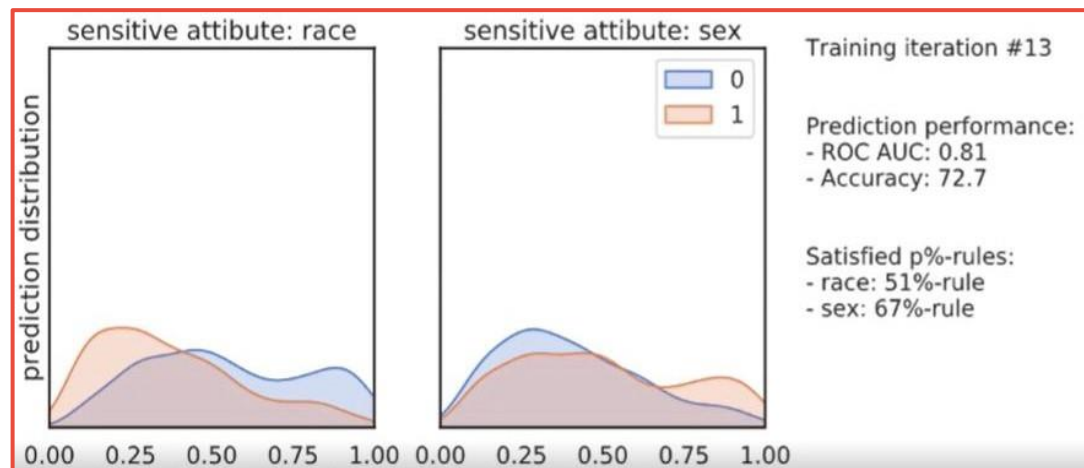 sensitive attibute: race
sensitive attibute: sex
prediction distribution
0
1
0.00 0.25 0.50 0.75 1.00
0.00 0.25 0.50 0.75 1.00
Training iteration #13
Prediction performance:
- ROC AUC: 0.81
- Accuracy: 72.7
Satisfied p%-rules:
- race: 51%-rule
- sex: 67%-rule